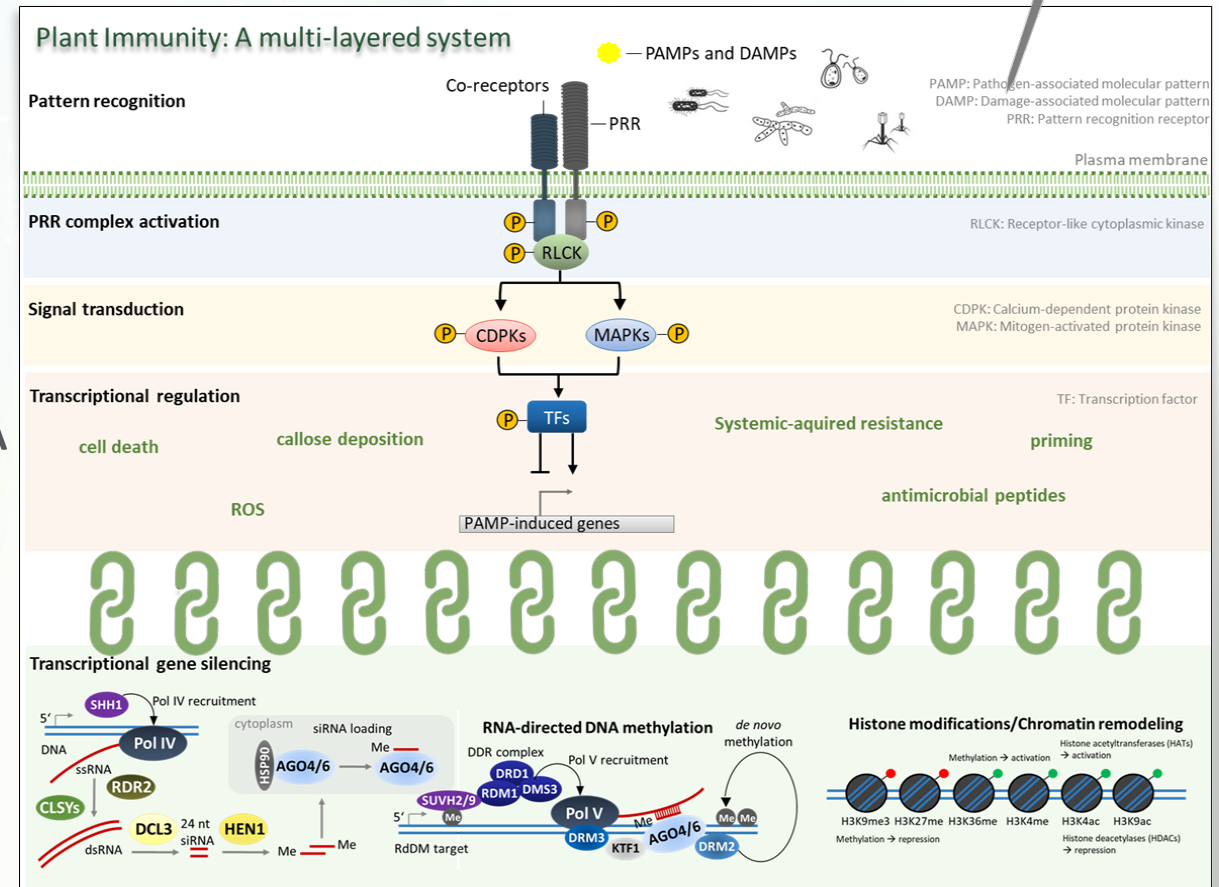 Plant Immunity: A multi-layered system
PAMPs and DAMPs
Co-receptors
Pattern recognition
PRR
PAMP: Pathogen-associated molecular pattern
DAMP: Damage-associated molecular pattern
PRR: Pattern recognition receptor
Plasma membrane
PRR complex activation
P
P
P
RLCK
RLCK: Receptor-like cytoplasmic kinase
Signal transduction
P
CDPKs
MAPKs
P
CDPK: Calcium-dependent protein kinase
MAPK: Mitogen-activated protein kinase
Transcriptional regulation
P
TFs
TF: Transcription factor
cell death
callose deposition
Systemic-aquired resistance
priming
ROS
antimicrobial peptides
PAMP-induced genes
Transcriptional gene silencing
SHH1
Pol IV recruitment
5‘
DNA
Pol IV
ssRNA
RDR2
CLSYs
dsRNA
DCL3
24 nt
siRNA
HEN1
Me
Me
cytoplasm
siRNA loading
HSP90
AGO4/6
Me
AGO4/6
RNA-directed DNA methylation
DDR complex
DRD1
RDM1
DMS3
Pol V recruitment
SUVH2/9
5‘
Me
RdDM target
Pol V
DRM3
KTF1
Me
AGO4/6
DRM2
Me
Me
de novo
methylation
Histone modifications/Chromatin remodeling
Methylation → activation
Histone acetyltransferases (HATs)
→ activation
H3K9me3
H3K27me
H3K36me
H3K4me
H3K4ac
H3K9ac
Methylation → repression
Histone deacetylases (HDACs)
→ repression